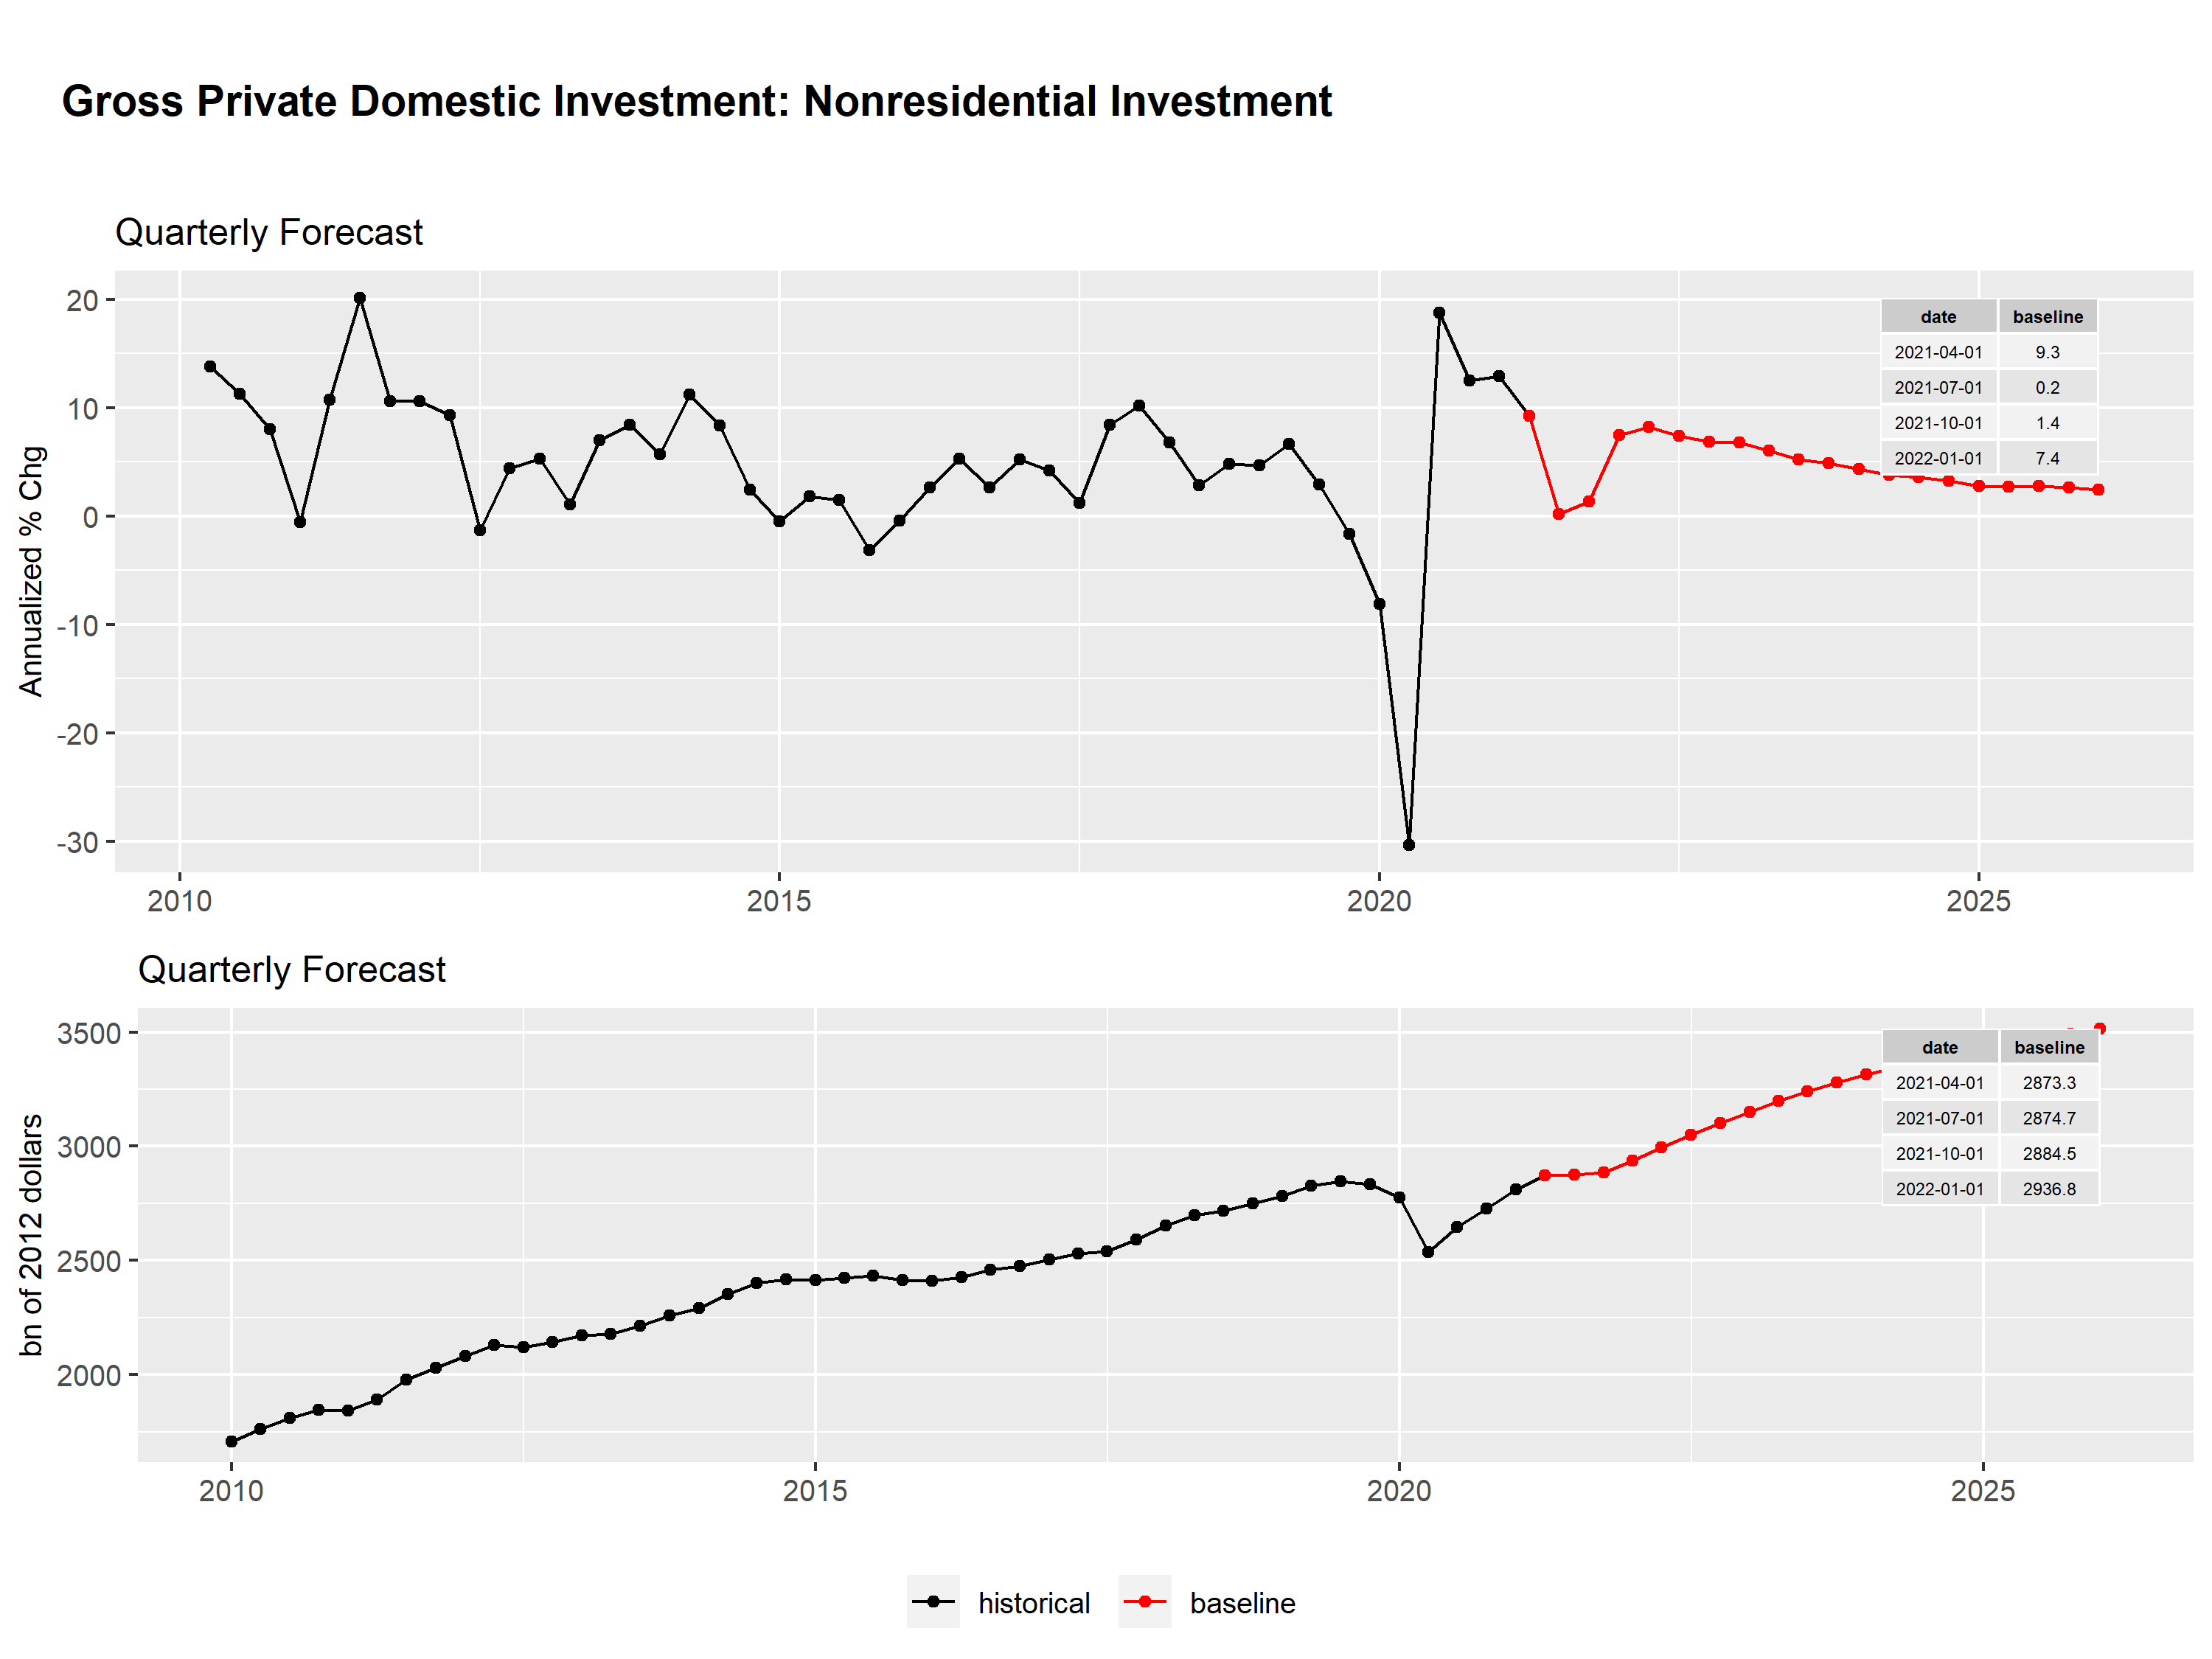 Gross Private Domestic Investment: Nonresidential Investment
Quarterly Forecast
Annualized % Chg
20
10
0
-10
-20
-30
date baseline
2021-04-01 9.3
2021-07-01 0.2
2021-10-01 1.4
2022-01-01 7.4
2010 2015 2020 2025
Quarterly Forecast
bn of 2012 dollars
3500
3000
2500
2000
date baseline
2021-04-01 2873.3
2021-07-01 2874.7
2021-10-01 2884.5
2022-01-01 2936.8
2010 2015 2020 2025
historical baseline